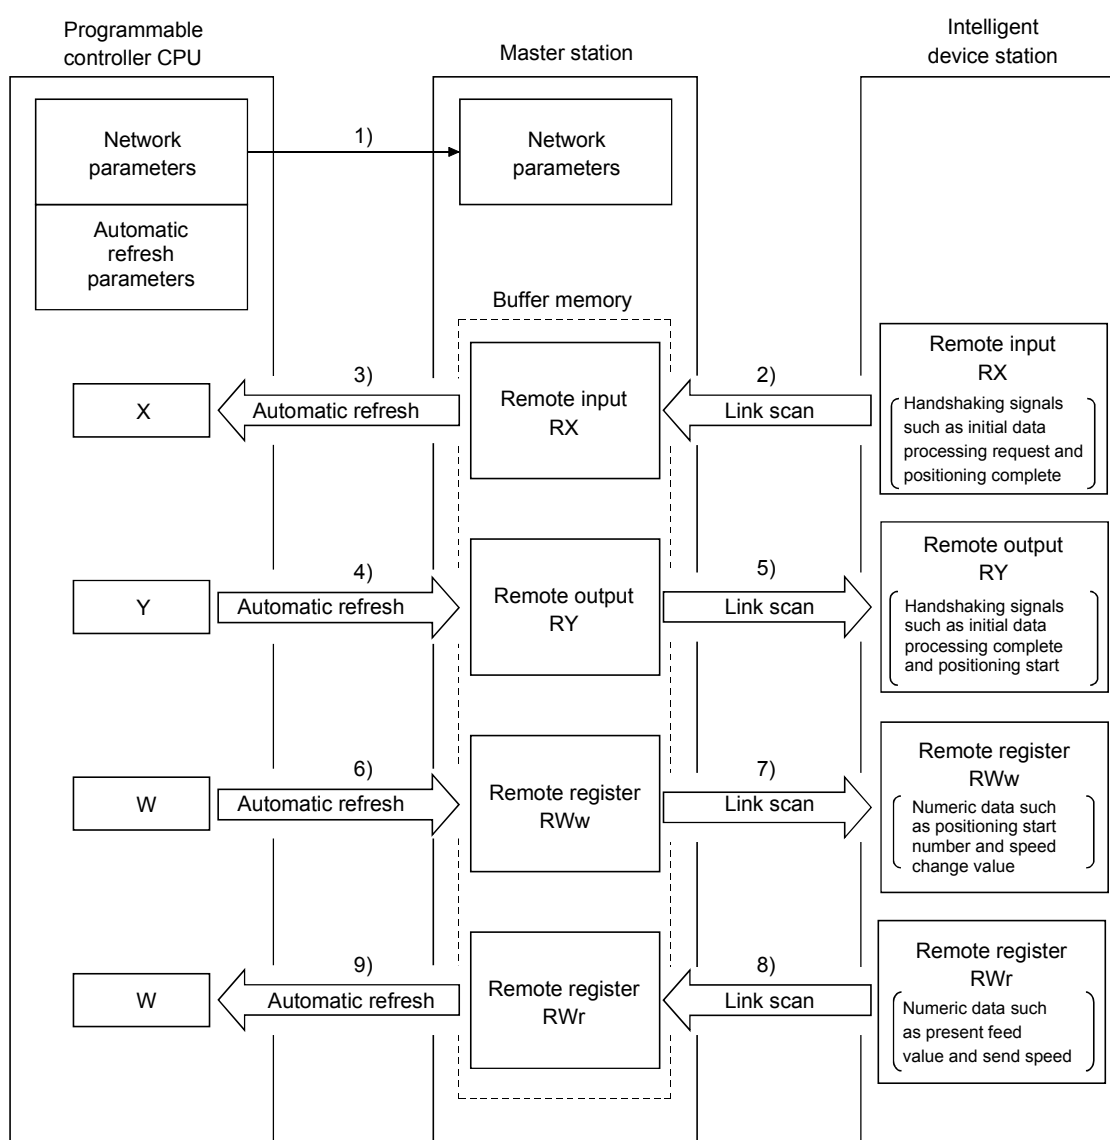 Programmable
controller CPU
Master station
Intelligent
device station
Network
parameters
1)
Network
parameters
Automatic
refresh
parameters
Buffer memory
X
3)
Automatic refresh
Remote input
RX
2)
Link scan
Remote input
RX
Handshaking signals
such as initial data
processing request and
positioning complete
Y
4)
Automatic refresh
Remote output
RY
5)
Link scan
Remote output
RY
Handshaking signals
such as initial data
processing complete
and positioning start
W
6)
Automatic refresh
Remote register
RWw
7)
Link scan
Remote register
RWw
Numeric data such
as positioning start
number and speed
change value
W
9)
Automatic refresh
Remote register
RWr
8)
Link scan
Remote register
RWr
Numeric data such
as present feed
value and send speed